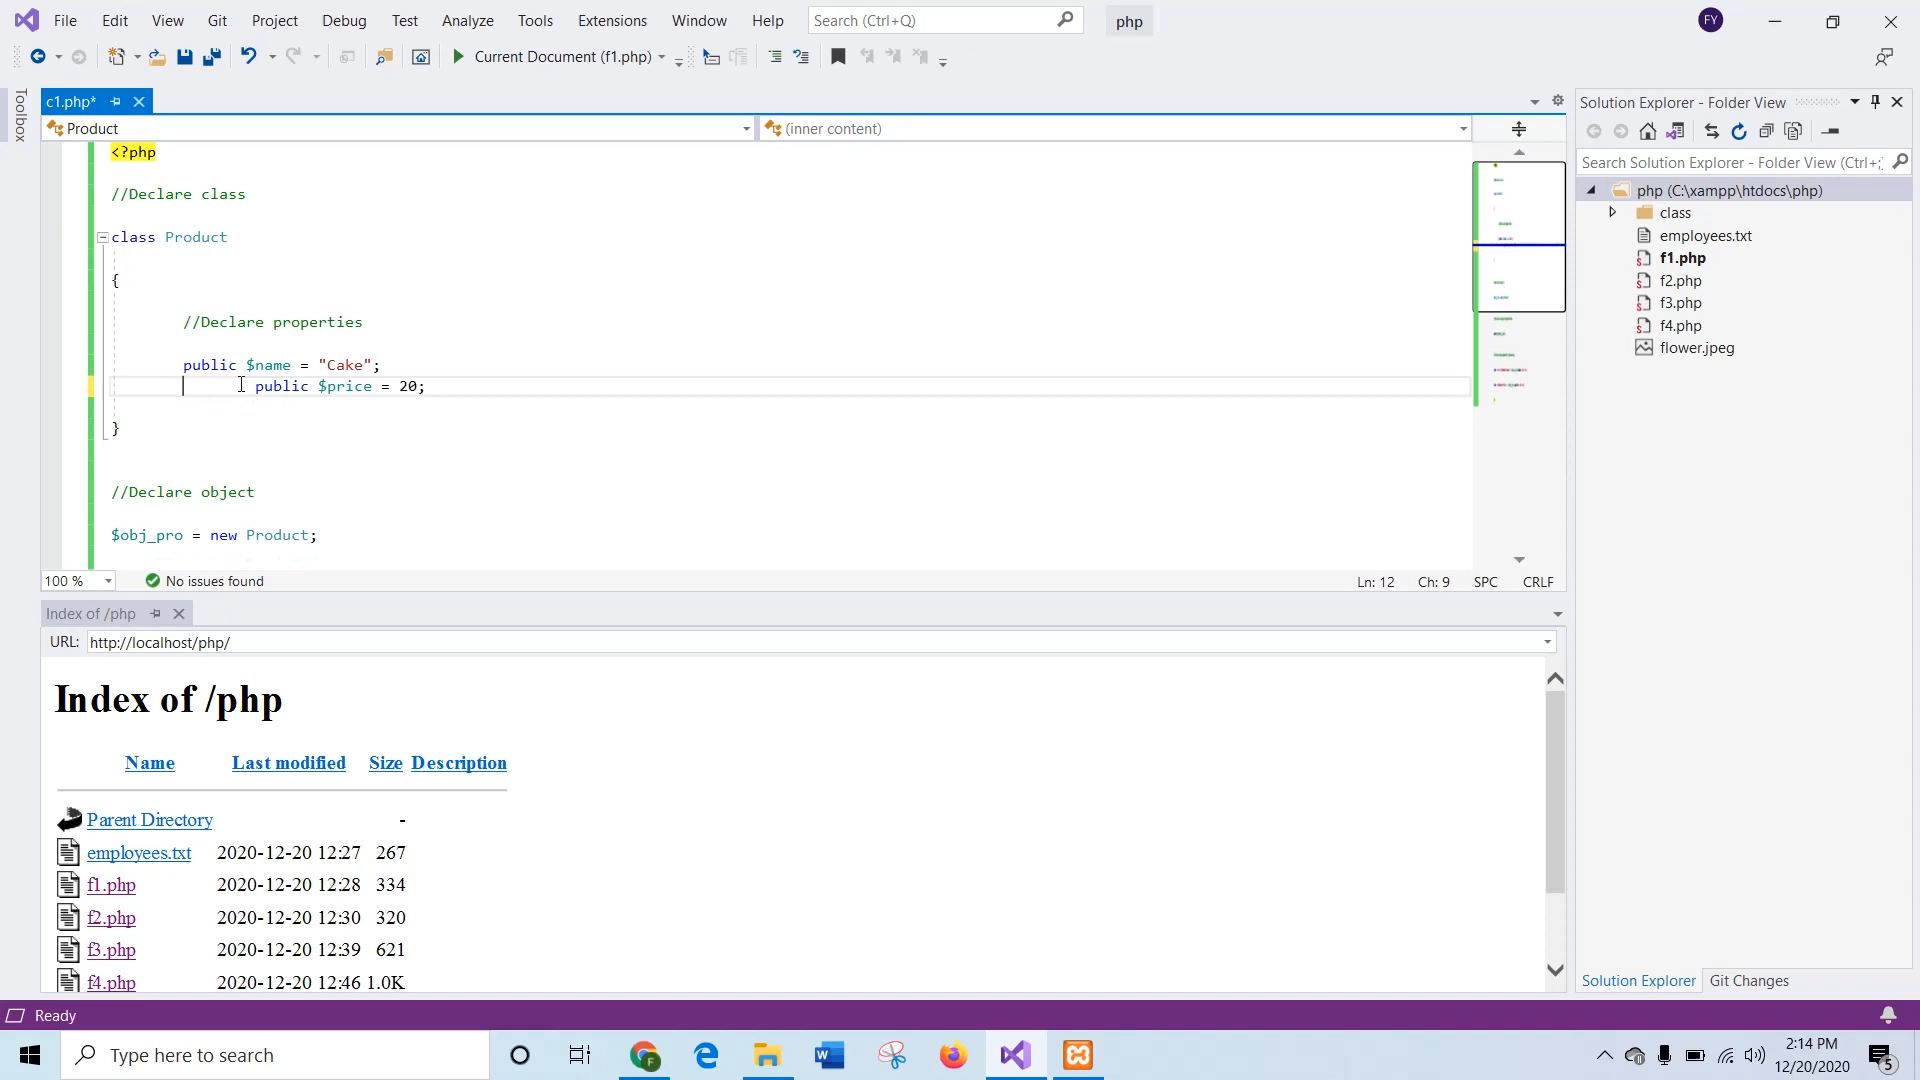 File Edit View Git Project Debug Test Analyze Tools Extensions Window Help Search (Ctrl+Q) php FY
Current Document (f1.php)
Toolbox
c1.php*
Product (inner content)
<?php
//Declare class
class Product
{
//Declare properties
public $name = "Cake";
public $price = 20;
}
//Declare object
$obj_pro = new Product;
100 % No issues found Ln: 12 Ch: 9 SPC CRLF
Index of /php
URL: http://localhost/php/
Index of /php
Name Last modified Size Description
Parent Directory -
employees.txt 2020-12-20 12:27 267
f1.php 2020-12-20 12:28 334
f2.php 2020-12-20 12:30 320
f3.php 2020-12-20 12:39 621
f4.php 2020-12-20 12:46 1.0K
Solution Explorer - Folder View
Search Solution Explorer - Folder View (Ctrl+;)
php (C:\xampp\htdocs\php)
class
employees.txt
f1.php
f2.php
f3.php
f4.php
flower.jpeg
Solution Explorer Git Changes
Ready
Type here to search
2:14 PM
12/20/2020
5